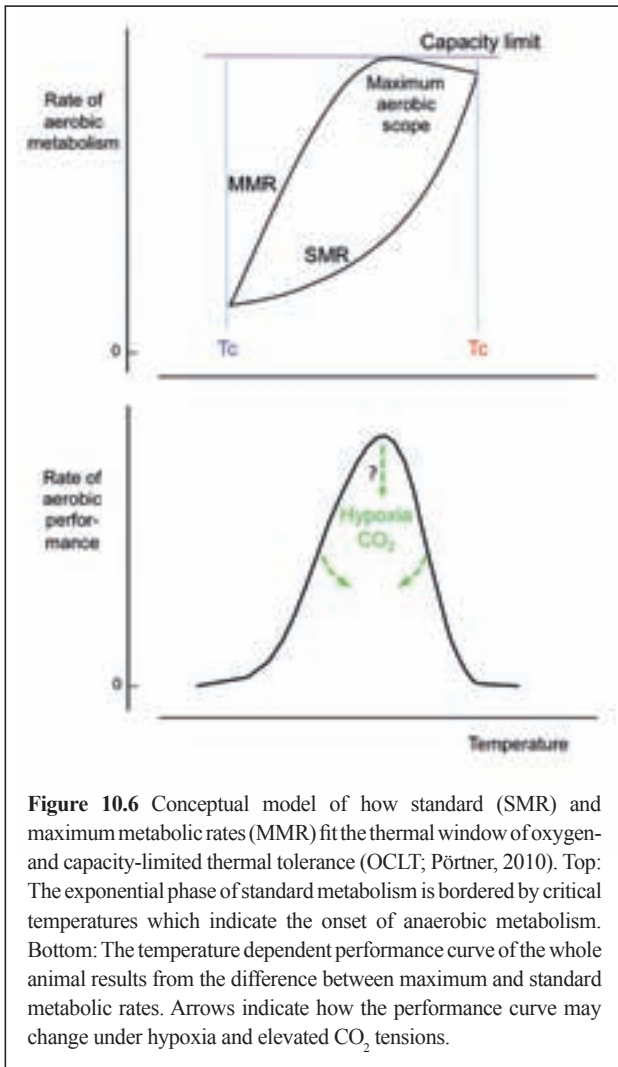 Capacity limit
Rate of
aerobic
metabolism
Maximum
aerobic
scope
MMR
SMR
0
Tc
Tc
Rate of
aerobic
perfor-
mance
?
Hypoxia
CO₂
0
Temperature
Figure 10.6 Conceptual model of how standard (SMR) and
maximum metabolic rates (MMR) fit the thermal window of oxygen-
and capacity-limited thermal tolerance (OCLT; Pörtner, 2010). Top:
The exponential phase of standard metabolism is bordered by critical
temperatures which indicate the onset of anaerobic metabolism.
Bottom: The temperature dependent performance curve of the whole
animal results from the difference between maximum and standard
metabolic rates. Arrows indicate how the performance curve may
change under hypoxia and elevated CO₂ tensions.